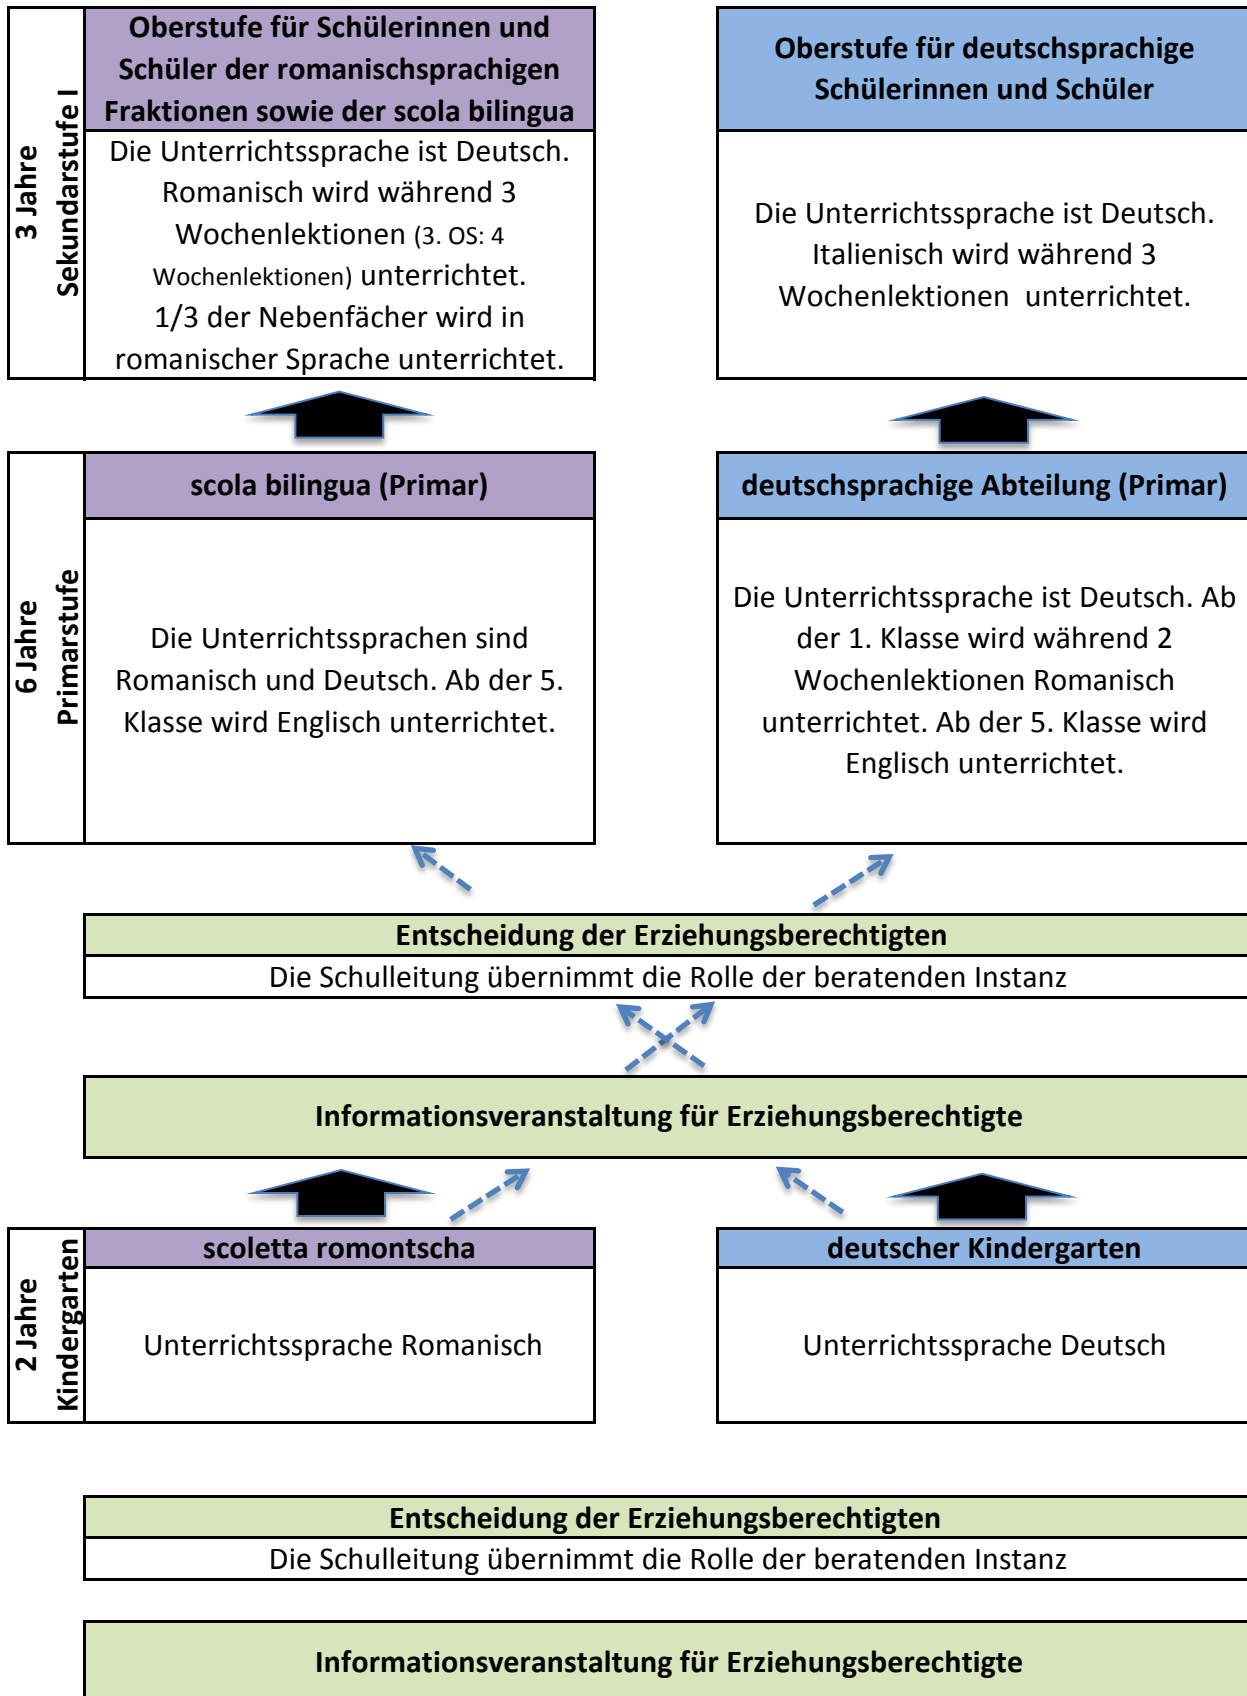 3 Jahre
Sekundarstufe I
Oberstufe für Schülerinnen und
Schüler der romanischsprachigen
Fraktionen sowie der scola bilingua
Die Unterrichtssprache ist Deutsch.
Romanisch wird während 3
Wochenlektionen (3. OS: 4
Wochenlektionen) unterrichtet.
1/3 der Nebenfächer wird in
romanischer Sprache unterrichtet.
Oberstufe für deutschsprachige
Schülerinnen und Schüler
Die Unterrichtssprache ist Deutsch.
Italienisch wird während 3
Wochenlektionen unterrichtet.
6 Jahre
Primarstufe
scola bilingua (Primar)
Die Unterrichtssprachen sind
Romanisch und Deutsch. Ab der 5.
Klasse wird Englisch unterrichtet.
deutschsprachige Abteilung (Primar)
Die Unterrichtssprache ist Deutsch. Ab
der 1. Klasse wird während 2
Wochenlektionen Romanisch
unterrichtet. Ab der 5. Klasse wird
Englisch unterrichtet.
Entscheidung der Erziehungsberechtigten
Die Schulleitung übernimmt die Rolle der beratenden Instanz
Informationsveranstaltung für Erziehungsberechtigte
2 Jahre
Kindergarten
scoletta romontscha
Unterrichtssprache Romanisch
deutscher Kindergarten
Unterrichtssprache Deutsch
Entscheidung der Erziehungsberechtigten
Die Schulleitung übernimmt die Rolle der beratenden Instanz
Informationsveranstaltung für Erziehungsberechtigte